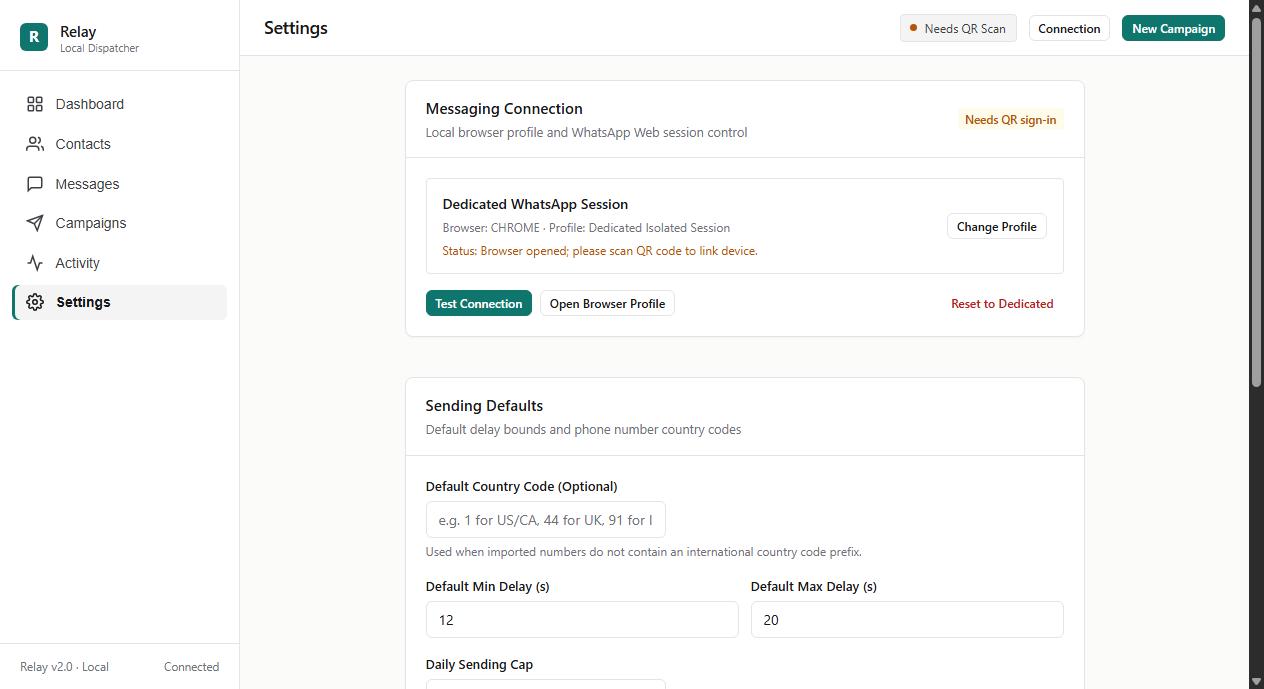 R
Relay
Local Dispatcher
Dashboard
Contacts
Messages
Campaigns
Activity
Settings
Relay v2.0 · Local
Connected
Settings
Needs QR Scan
Connection
New Campaign
Messaging Connection
Local browser profile and WhatsApp Web session control
Needs QR sign-in
Dedicated WhatsApp Session
Browser: CHROME · Profile: Dedicated Isolated Session
Status: Browser opened; please scan QR code to link device.
Change Profile
Test Connection
Open Browser Profile
Reset to Dedicated
Sending Defaults
Default delay bounds and phone number country codes
Default Country Code (Optional)
e.g. 1 for US/CA, 44 for UK, 91 for I
Used when imported numbers do not contain an international country code prefix.
Default Min Delay (s)
Default Max Delay (s)
12
20
Daily Sending Cap